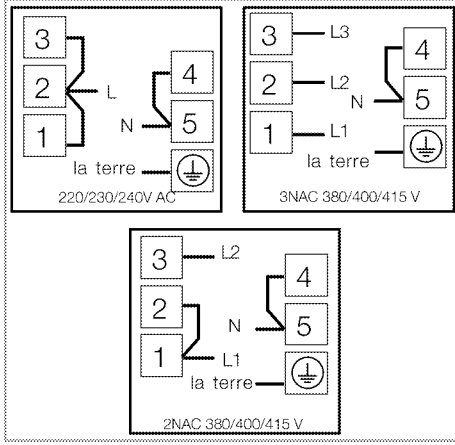 3
2
L
1
4
N
5
la terre
220/230/240V AC
3
L3
2
L2
1
L1
4
N
5
la terre
3NAC 380/400/415 V
3
L2
2
1
L1
4
N
5
la terre
2NAC 380/400/415 V